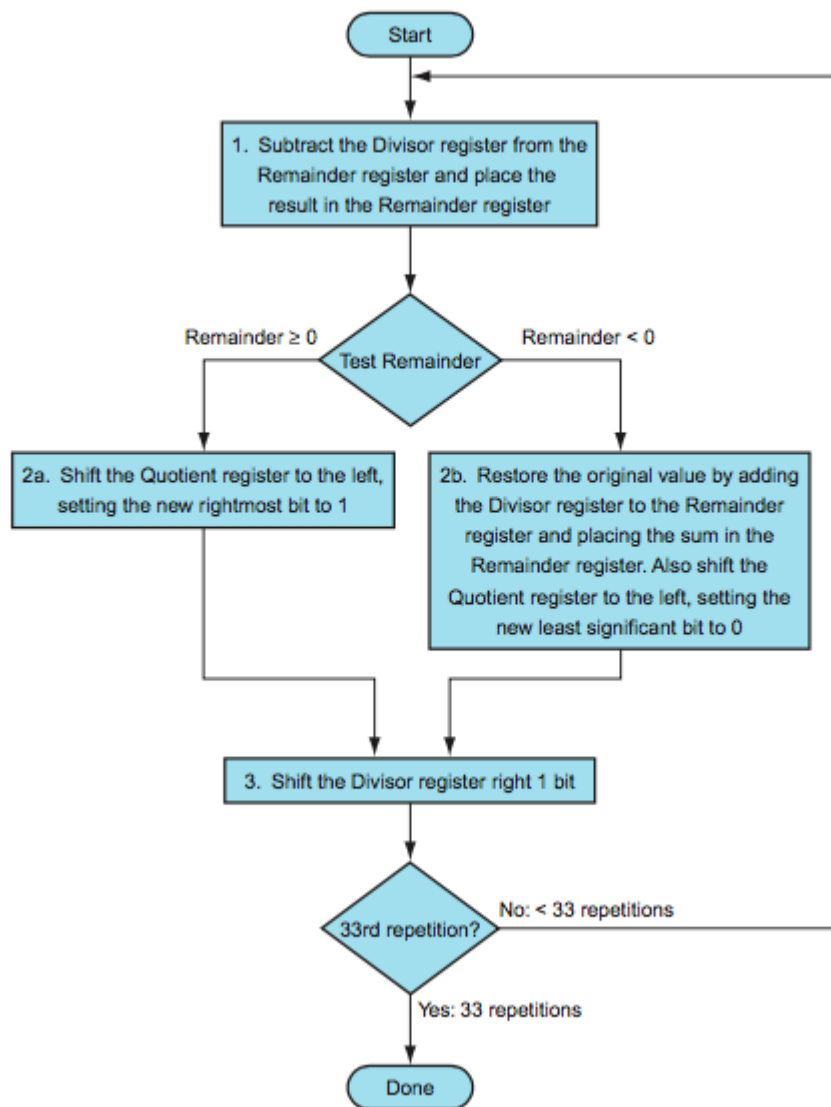 Start
1. Subtract the Divisor register from the
Remainder register and place the
result in the Remainder register
Remainder ≥ 0
Remainder < 0
Test Remainder
2a. Shift the Quotient register to the left,
setting the new rightmost bit to 1
2b. Restore the original value by adding
the Divisor register to the Remainder
register and placing the sum in the
Remainder register. Also shift the
Quotient register to the left, setting the
new least significant bit to 0
3. Shift the Divisor register right 1 bit
33rd repetition?
No: < 33 repetitions
Yes: 33 repetitions
Done